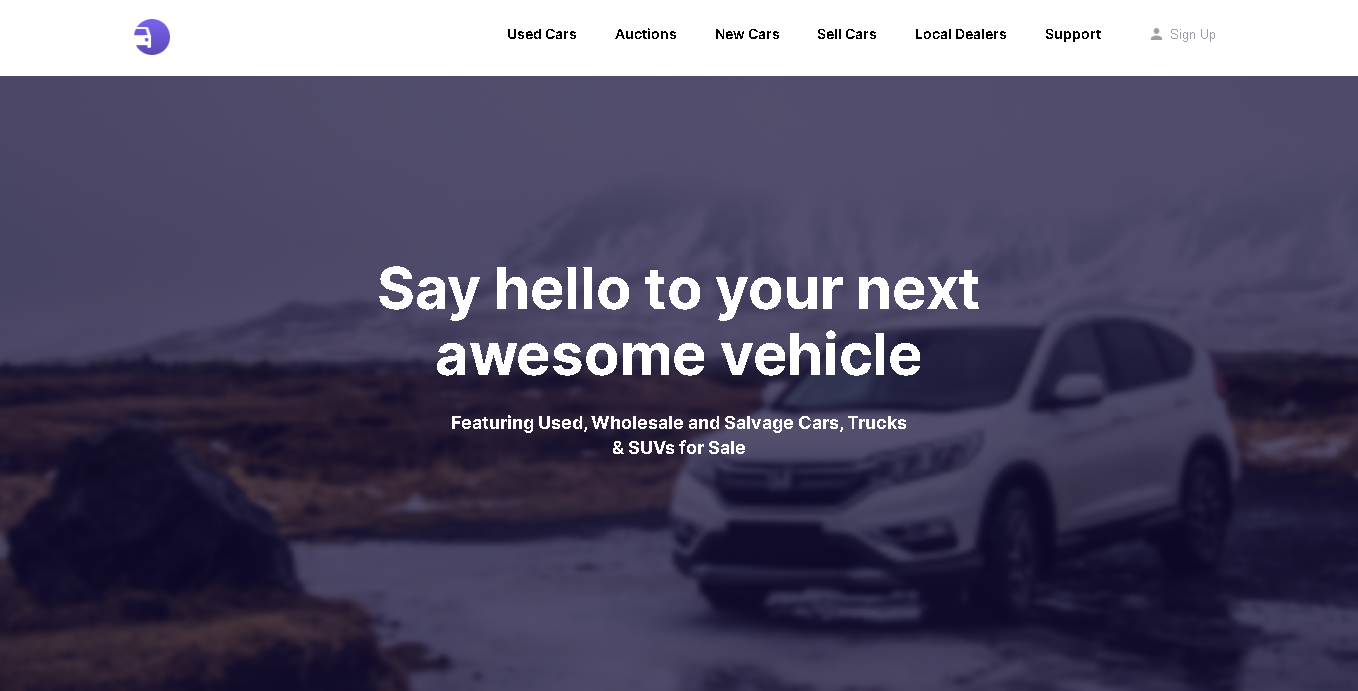 Used Cars Auctions New Cars Sell Cars Local Dealers Support Sign Up
Say hello to your next
awesome vehicle
Featuring Used, Wholesale and Salvage Cars, Trucks
& SUVs for Sale